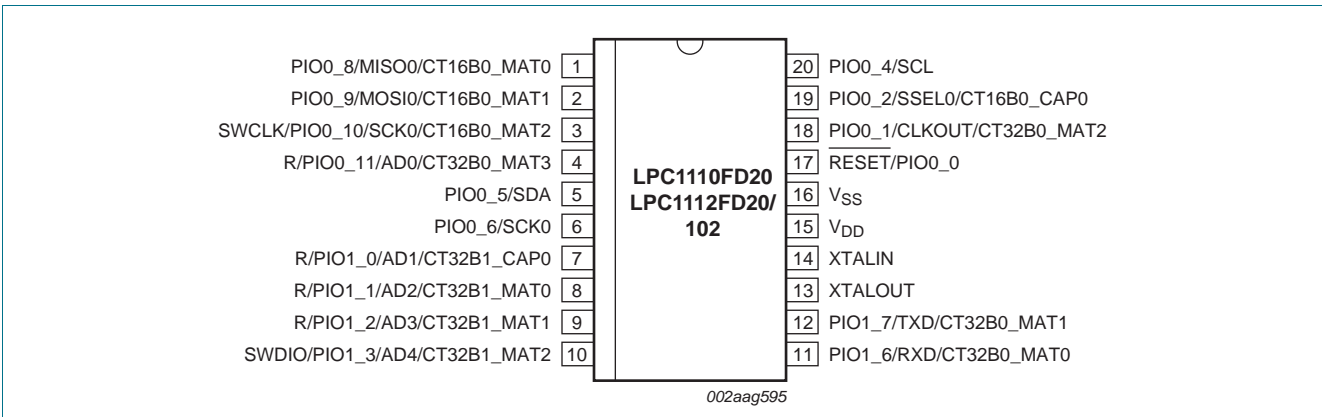 PIO0_8/MISO0/CT16B0_MAT0 1
PIO0_9/MOSI0/CT16B0_MAT1 2
SWCLK/PIO0_10/SCK0/CT16B0_MAT2 3
R/PIO0_11/AD0/CT32B0_MAT3 4
PIO0_5/SDA 5
PIO0_6/SCK0 6
R/PIO1_0/AD1/CT32B1_CAP0 7
R/PIO1_1/AD2/CT32B1_MAT0 8
R/PIO1_2/AD3/CT32B1_MAT1 9
SWDIO/PIO1_3/AD4/CT32B1_MAT2 10
LPC1110FD20
LPC1112FD20/
102
20 PIO0_4/SCL
19 PIO0_2/SSEL0/CT16B0_CAP0
18 PIO0_1/CLKOUT/CT32B0_MAT2
17 RESET/PIO0_0
16 VSS
15 VDD
14 XTALIN
13 XTALOUT
12 PIO1_7/TXD/CT32B0_MAT1
11 PIO1_6/RXD/CT32B0_MAT0
002aag595